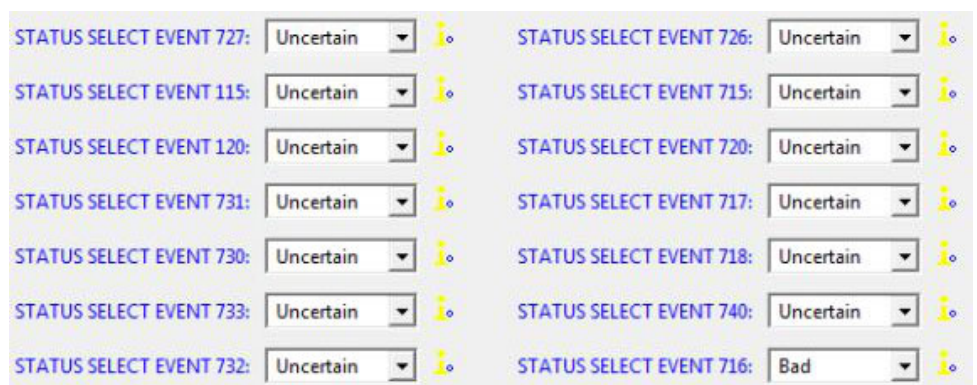 STATUS SELECT EVENT 727: Uncertain STATUS SELECT EVENT 726: Uncertain
STATUS SELECT EVENT 115: Uncertain STATUS SELECT EVENT 715: Uncertain
STATUS SELECT EVENT 120: Uncertain STATUS SELECT EVENT 720: Uncertain
STATUS SELECT EVENT 731: Uncertain STATUS SELECT EVENT 717: Uncertain
STATUS SELECT EVENT 730: Uncertain STATUS SELECT EVENT 718: Uncertain
STATUS SELECT EVENT 733: Uncertain STATUS SELECT EVENT 740: Uncertain
STATUS SELECT EVENT 732: Uncertain STATUS SELECT EVENT 716: Bad